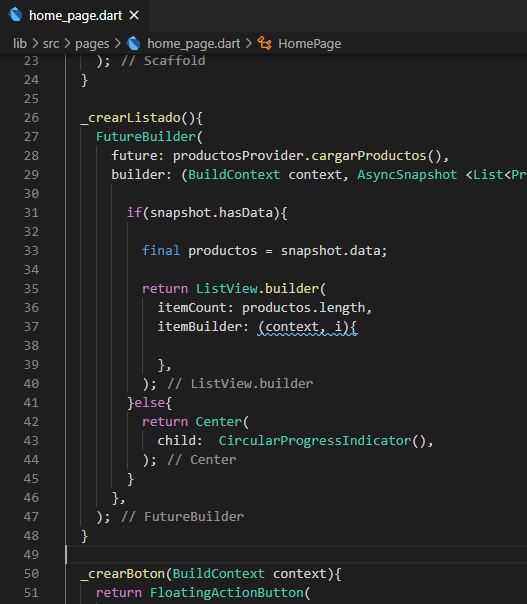 home_page.dart ×
lib > src > pages > home_page.dart > HomePage
23 ); // Scaffold
24 }
25
26 _crearListado(){
27 FutureBuilder(
28 future: productosProvider.cargarProductos(),
29 builder: (BuildContext context, AsyncSnapshot <List<Pr
30
31 if(snapshot.hasData){
32
33 final productos = snapshot.data;
34
35 return ListView.builder(
36 itemCount: productos.length,
37 itemBuilder: (context, i){
38
39 },
40 ); // ListView.builder
41 }else{
42 return Center(
43 child:  CircularProgressIndicator(),
44 ); // Center
45 }
46 },
47 ); // FutureBuilder
48 }
49
50 _crearBoton(BuildContext context){
51 return FloatingActionButton(